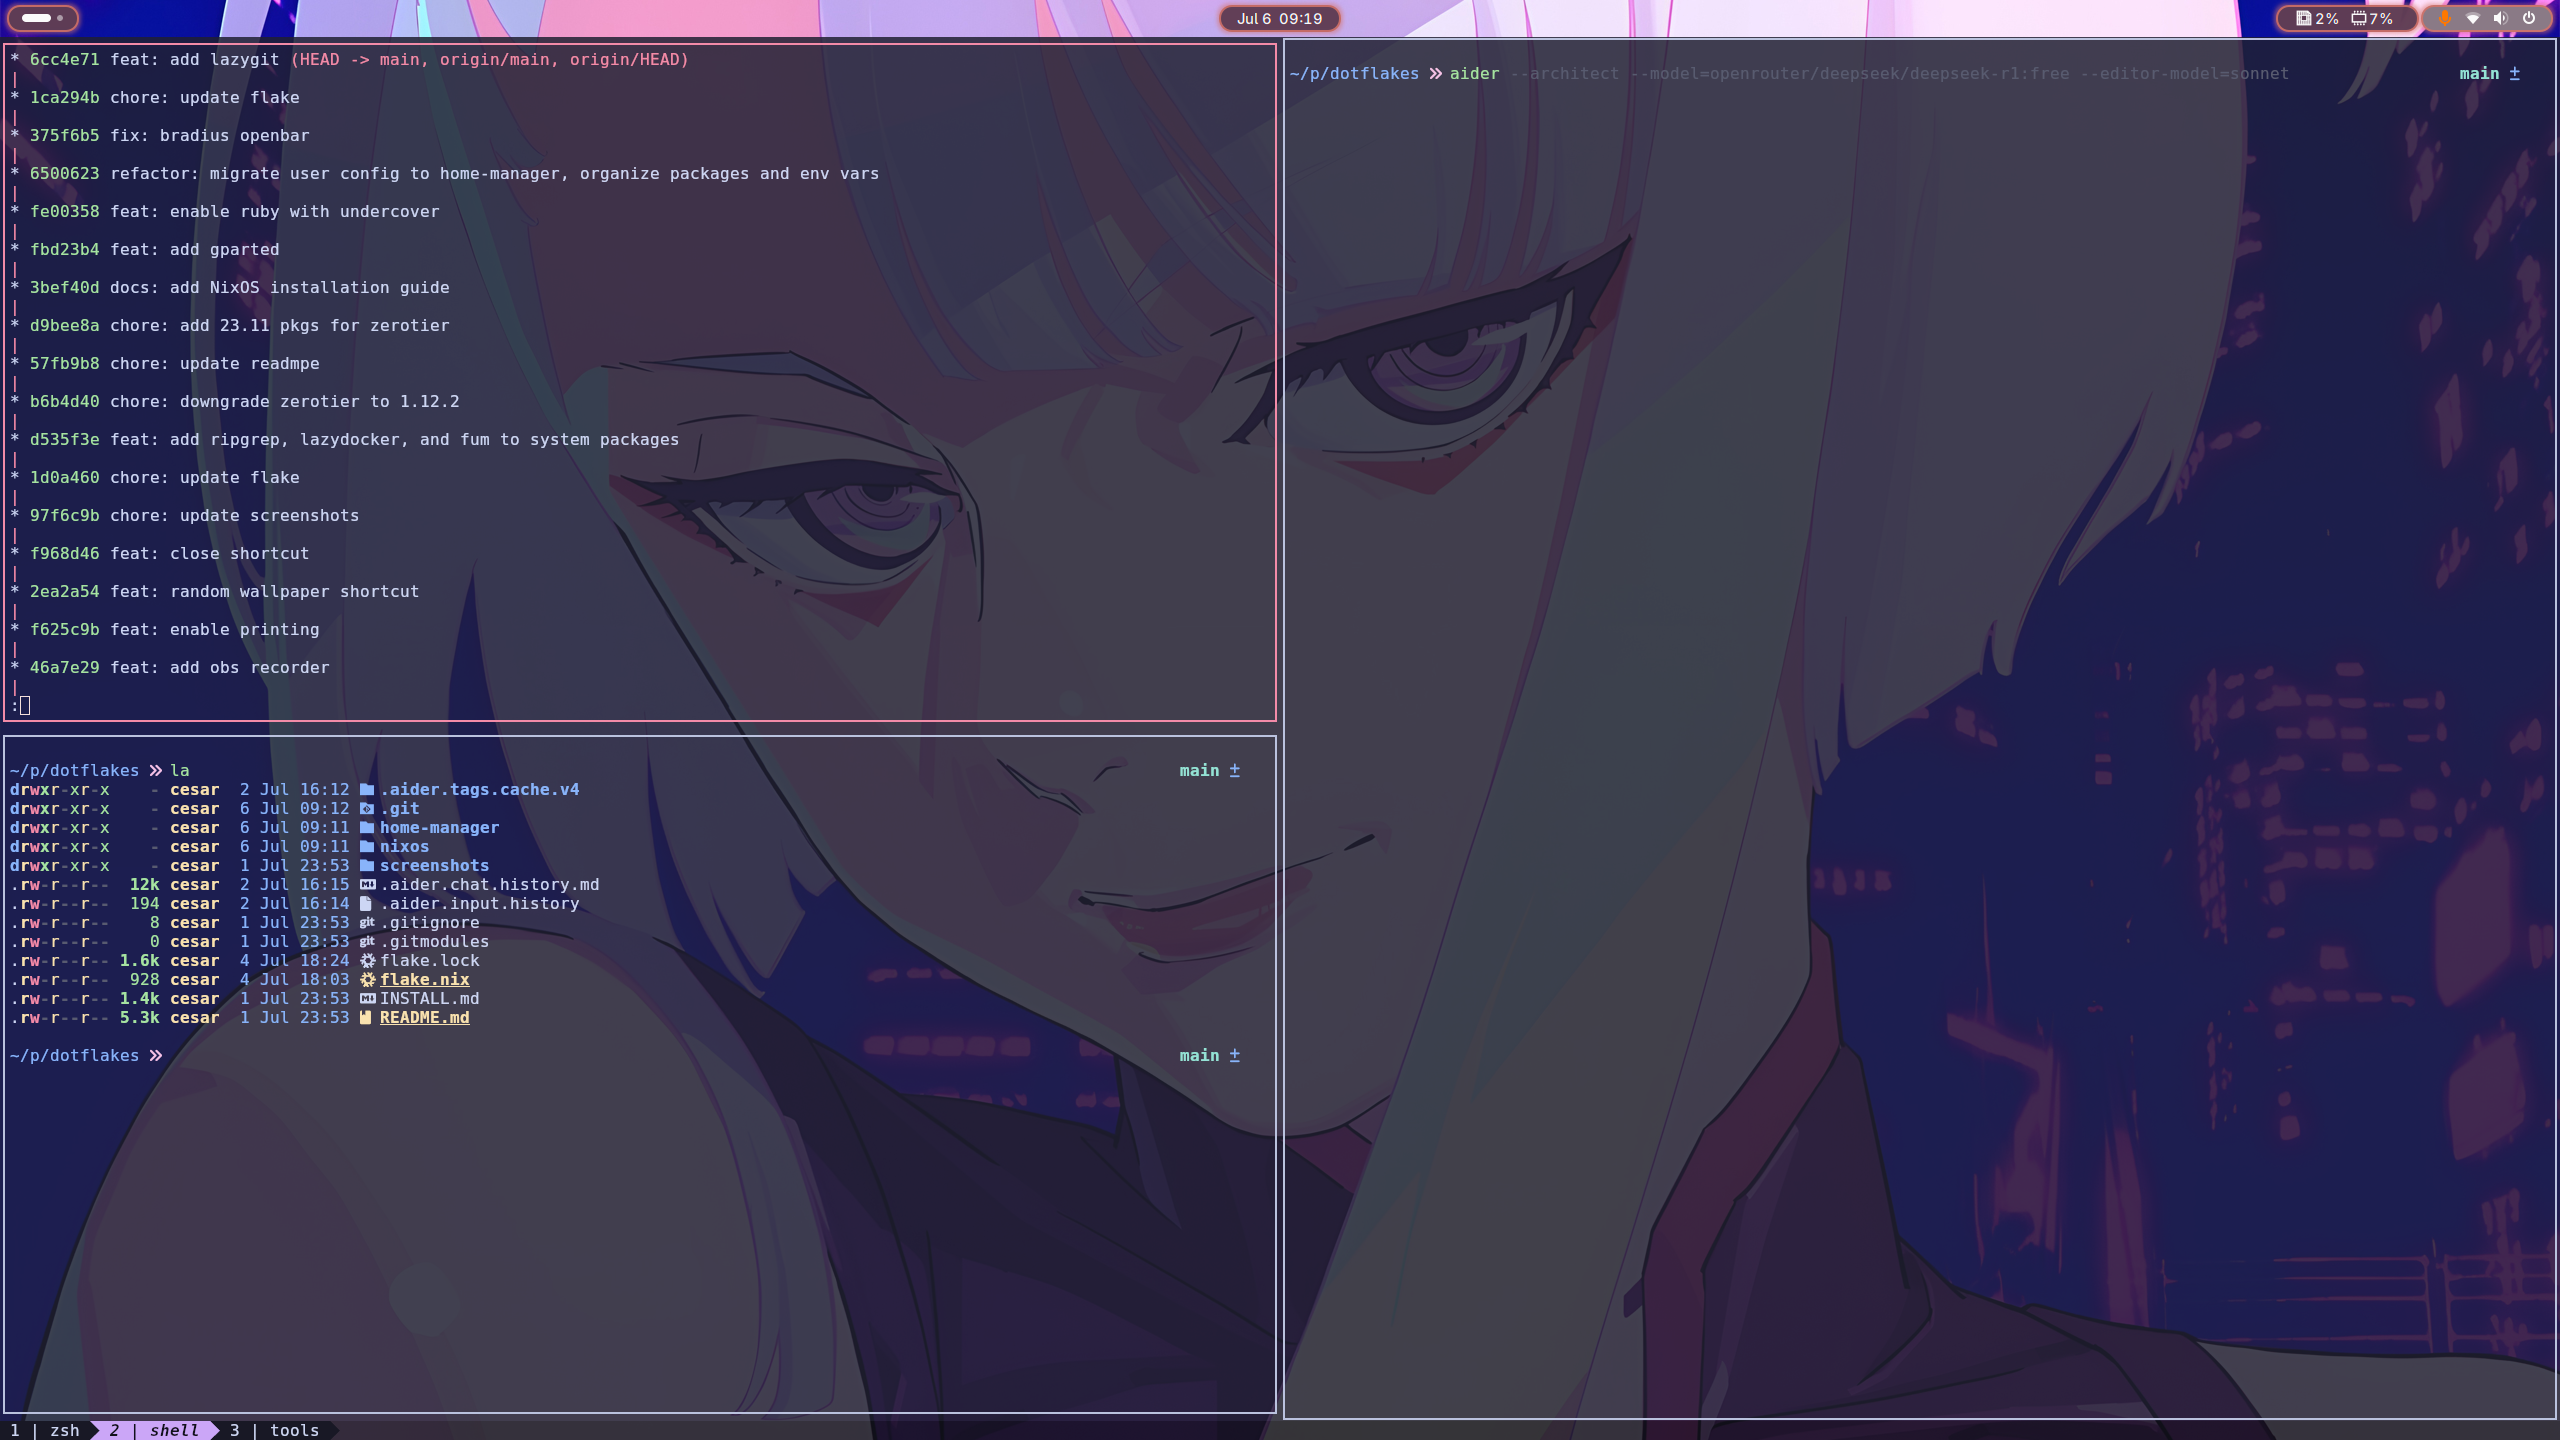 Jul 6 09:19
2% 7%
* 6cc4e71 feat: add lazygit (HEAD -> main, origin/main, origin/HEAD)
|
* 1ca294b chore: update flake
|
* 375f6b5 fix: bradius openbar
|
* 6500623 refactor: migrate user config to home-manager, organize packages and env vars
|
* fe00358 feat: enable ruby with undercover
|
* fbd23b4 feat: add gparted
|
* 3bef40d docs: add NixOS installation guide
|
* d9bee8a chore: add 23.11 pkgs for zerotier
|
* 57fb9b8 chore: update readmpe
|
* b6b4d40 chore: downgrade zerotier to 1.12.2
|
* d535f3e feat: add ripgrep, lazydocker, and fum to system packages
|
* 1d0a460 chore: update flake
|
* 97f6c9b chore: update screenshots
|
* f968d46 feat: close shortcut
|
* 2ea2a54 feat: random wallpaper shortcut
|
* f625c9b feat: enable printing
|
* 46a7e29 feat: add obs recorder
|
:
~/p/dotflakes » la main ±
drwxr-xr-x - cesar 2 Jul 16:12 .aider.tags.cache.v4
drwxr-xr-x - cesar 6 Jul 09:12 .git
drwxr-xr-x - cesar 6 Jul 09:11 home-manager
drwxr-xr-x - cesar 6 Jul 09:11 nixos
drwxr-xr-x - cesar 1 Jul 23:53 screenshots
.rw-r--r-- 12k cesar 2 Jul 16:15 .aider.chat.history.md
.rw-r--r-- 194 cesar 2 Jul 16:14 .aider.input.history
.rw-r--r-- 8 cesar 1 Jul 23:53 .gitignore
.rw-r--r-- 0 cesar 1 Jul 23:53 .gitmodules
.rw-r--r-- 1.6k cesar 4 Jul 18:24 flake.lock
.rw-r--r-- 928 cesar 4 Jul 18:03 flake.nix
.rw-r--r-- 1.4k cesar 1 Jul 23:53 INSTALL.md
.rw-r--r-- 5.3k cesar 1 Jul 23:53 README.md
~/p/dotflakes » main ±
~/p/dotflakes » aider --architect --model=openrouter/deepseek/deepseek-r1:free --editor-model=sonnet main ±
1 | zsh 2 | shell 3 | tools